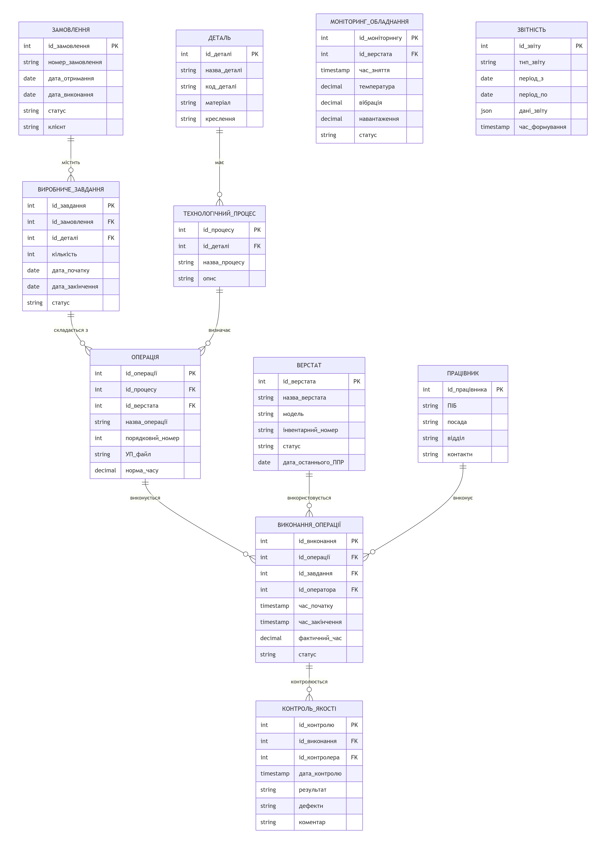 ЗАМОВЛЕННЯ
int id_замовлення PK
string номер_замовлення
date дата_отримання
date дата_виконання
string статус
string клієнт
ДЕТАЛЬ
int id_деталі PK
string назва_деталі
string код_деталі
string матеріал
string креслення
МОНІТОРИНГ_ОБЛАДНАННЯ
int id_моніторингу PK
int id_верстата FK
timestamp час_зняття
decimal температура
decimal вібрація
decimal навантаження
string статус
ЗВІТНІСТЬ
int id_звіту PK
string тип_звіту
date період_з
date період_по
json дані_звіту
timestamp час_формування
містить
має
ВИРОБНИЧЕ_ЗАВДАННЯ
int id_завдання PK
int id_замовлення FK
int id_деталі FK
int кількість
date дата_початку
date дата_закінчення
string статус
ТЕХНОЛОГІЧНИЙ_ПРОЦЕС
int id_процесу PK
int id_деталі FK
string назва_процесу
string опис
складається з
визначає
ОПЕРАЦІЯ
int id_операції PK
int id_процесу FK
int id_верстата FK
string назва_операції
int порядковий_номер
string УП_файл
decimal норма_часу
ВЕРСТАТ
int id_верстата PK
string назва_верстата
string модель
string інвентарний_номер
string статус
date дата_останнього_ППР
ПРАЦІВНИК
int id_працівника PK
string ПІБ
string посада
string відділ
string контакти
виконується
використовується
виконує
ВИКОНАННЯ_ОПЕРАЦІЇ
int id_виконання PK
int id_операції FK
int id_завдання FK
int id_оператора FK
timestamp час_початку
timestamp час_закінчення
decimal фактичний_час
string статус
контролюється
КОНТРОЛЬ_ЯКОСТІ
int id_контролю PK
int id_виконання FK
int id_контролера FK
timestamp дата_контролю
string результат
string дефекти
string коментар